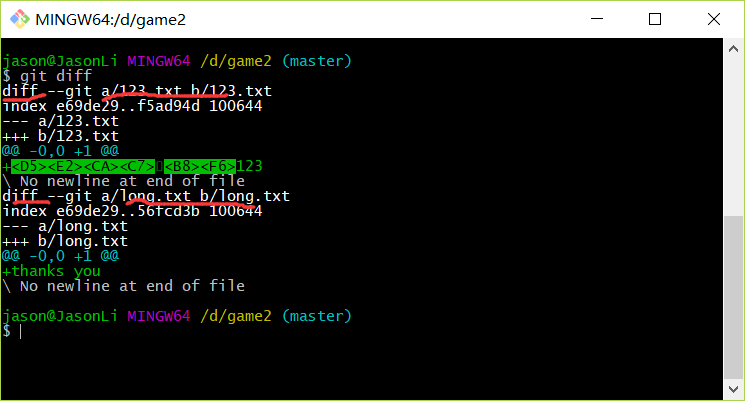 MINGW64:/d/game2
jason@JasonLi MINGW64 /d/game2 (master)
$ git diff
diff --git a/123.txt b/123.txt
index e69de29..f5ad94d 100644
--- a/123.txt
+++ b/123.txt
@@ -0,0 +1 @@
+<D5><E2><CA><C7><B8><F6>123
\ No newline at end of file
diff --git a/long.txt b/long.txt
index e69de29..56fcd3b 100644
--- a/long.txt
+++ b/long.txt
@@ -0,0 +1 @@
+thanks you
\ No newline at end of file
jason@JasonLi MINGW64 /d/game2 (master)
$